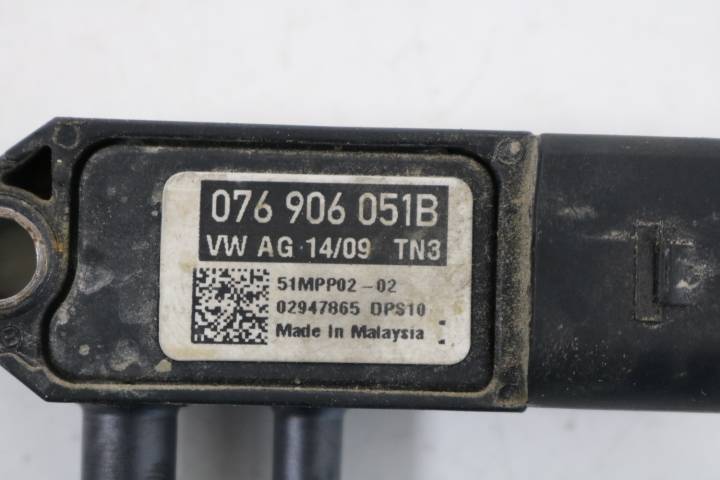 076 906 051B
VW AG 14/09 TN3
51MPP02-02
02947865 DPS10
Made In Malaysia